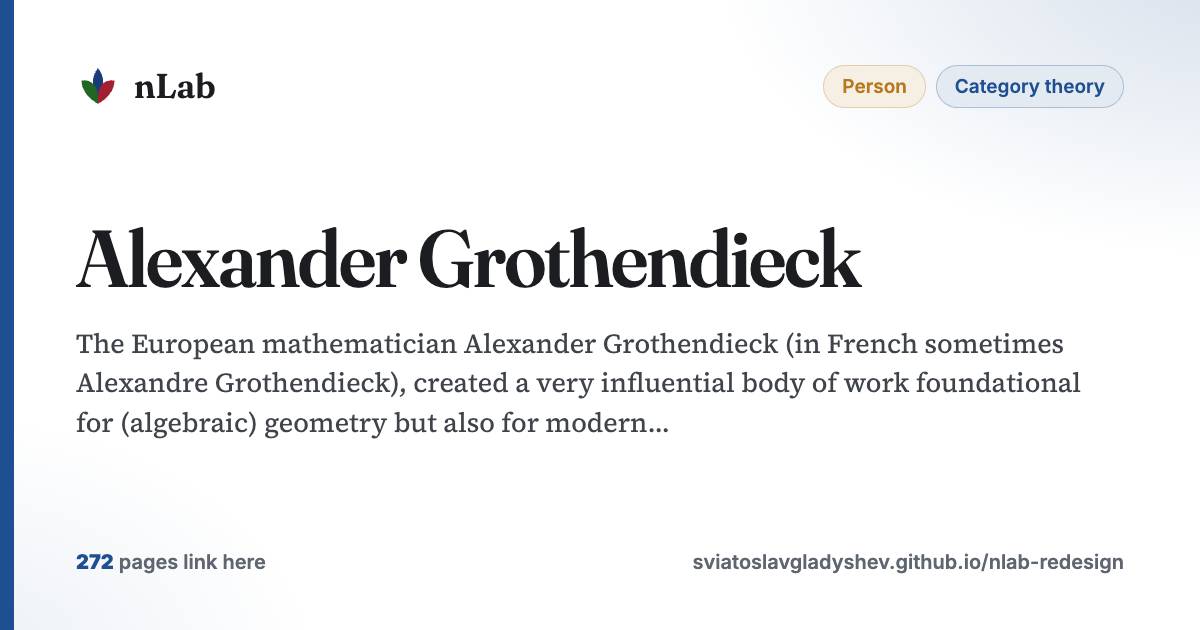 nLab
Person
Category theory
Alexander Grothendieck
The European mathematician Alexander Grothendieck (in French sometimes
Alexandre Grothendieck), created a very influential body of work foundational
for (algebraic) geometry but also for modern...
272 pages link here
sviatoslavgladyshev.github.io/nlab-redesign